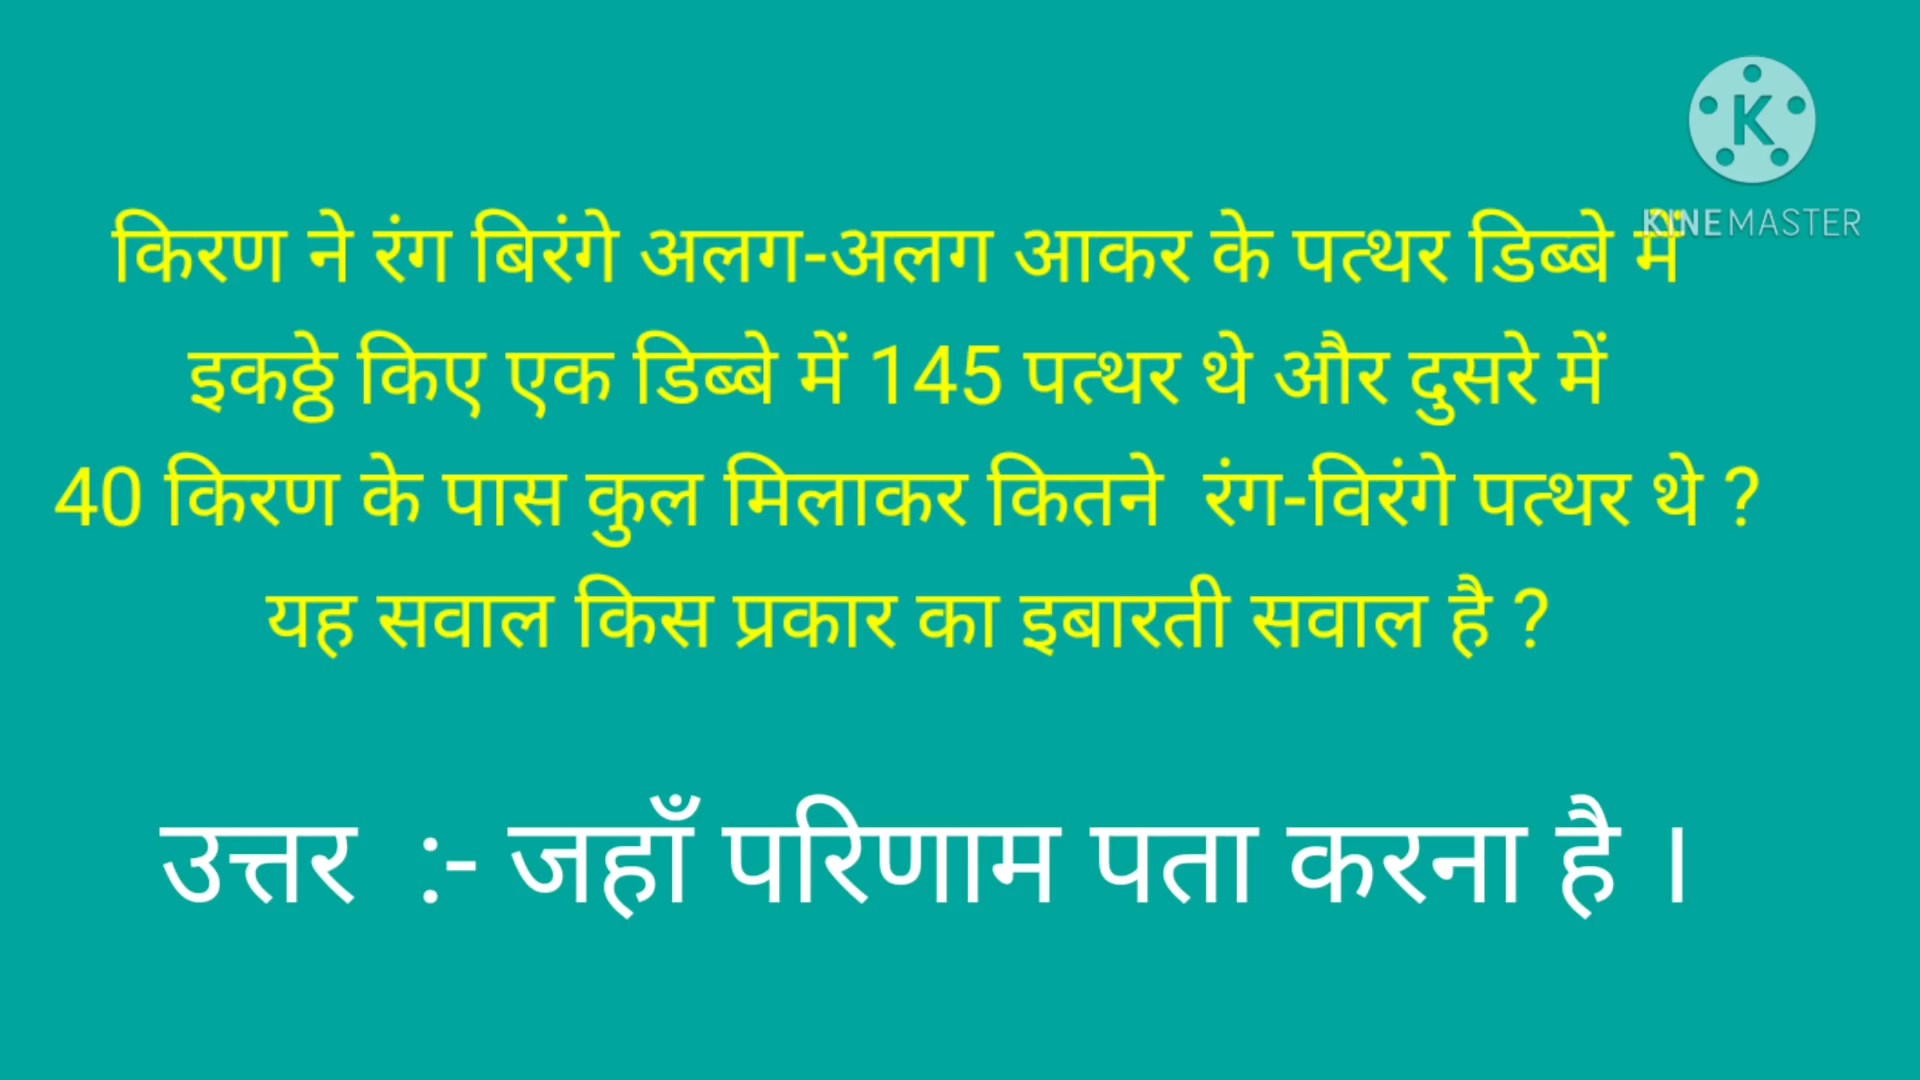 K
KINEMASTER
किरण ने रंग बिरंगे अलग-अलग आकर के पत्थर डिब्बे में
इकठ्ठे किए एक डिब्बे में 145 पत्थर थे और दुसरे में
40 किरण के पास कुल मिलाकर कितने रंग-विरंगे पत्थर थे ?
यह सवाल किस प्रकार का इबारती सवाल है ?
उत्तर :- जहाँ परिणाम पता करना है ।